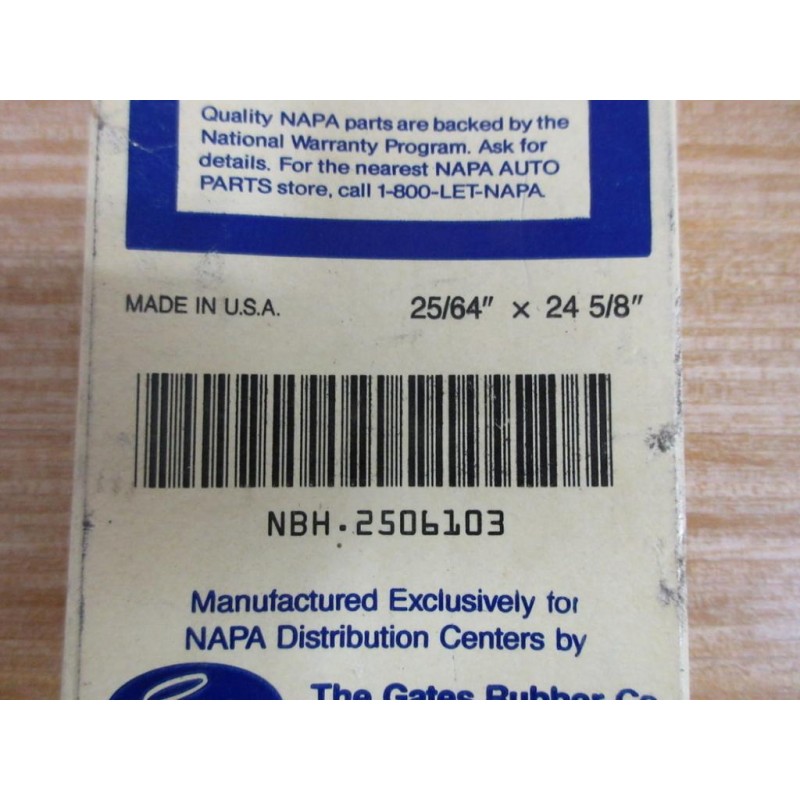 Quality NAPA parts are backed by the
National Warranty Program. Ask for
details. For the nearest NAPA AUTO
PARTS store, call 1-800-LET-NAPA.
MADE IN U.S.A. 25/64" x 24 5/8"
NBH.2506103
Manufactured Exclusively for
NAPA Distribution Centers by
The Gates Rubber Co